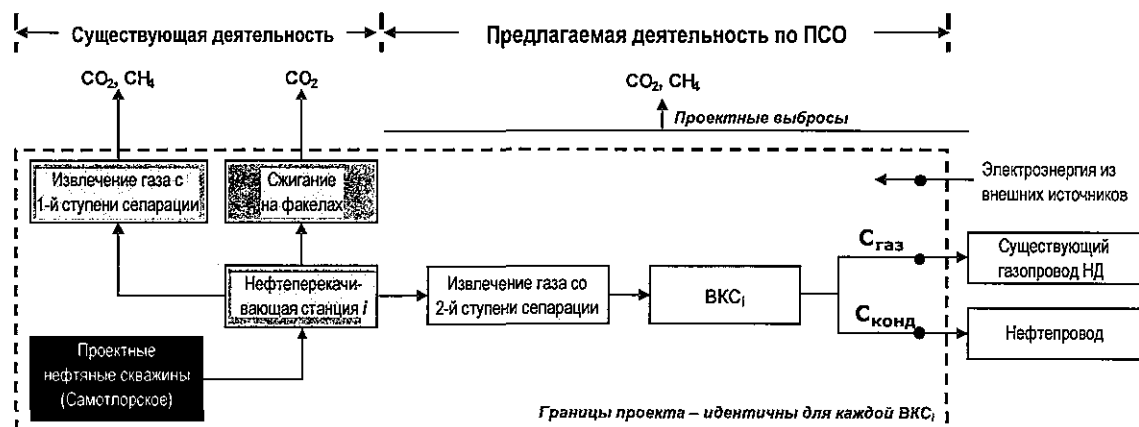 Существующая деятельность
Предлагаемая деятельность по ПСО
CO₂, CH₄
CO₂
CO₂, CH₄
Проектные выбросы
Извлечение газа с
1-й ступени сепарации
Сжигание
на факелах
Электроэнергия из
внешних источников
Нефтеперекачи-
вающая станция i
Извлечение газа со
2-й ступени сепарации
ВКСᵢ
Cгаз
Существующий
газопровод НД
Cконд
Нефтепровод
Проектные
нефтяные скважины
(Самотлорское)
Границы проекта – идентичны для каждой ВКСᵢ